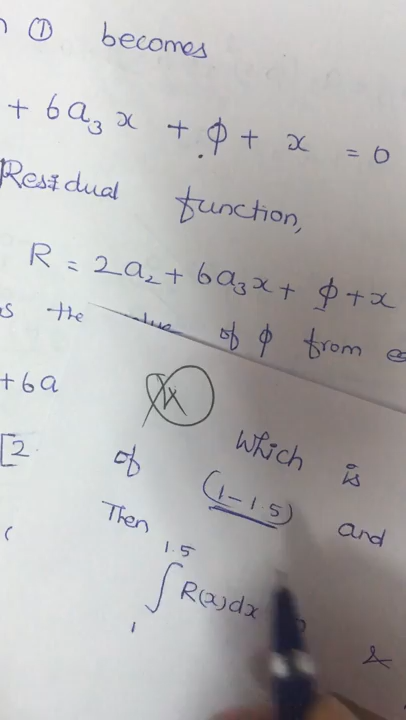 ① becomes
+ 6a₃x + ϕ + x = 0
Residual function,
R = 2a₂ + 6a₃x + ϕ + x
the of ϕ from
+6a
[2 of which is
(1-1.5) and
Then
∫₁^1.5 R(x)dx &